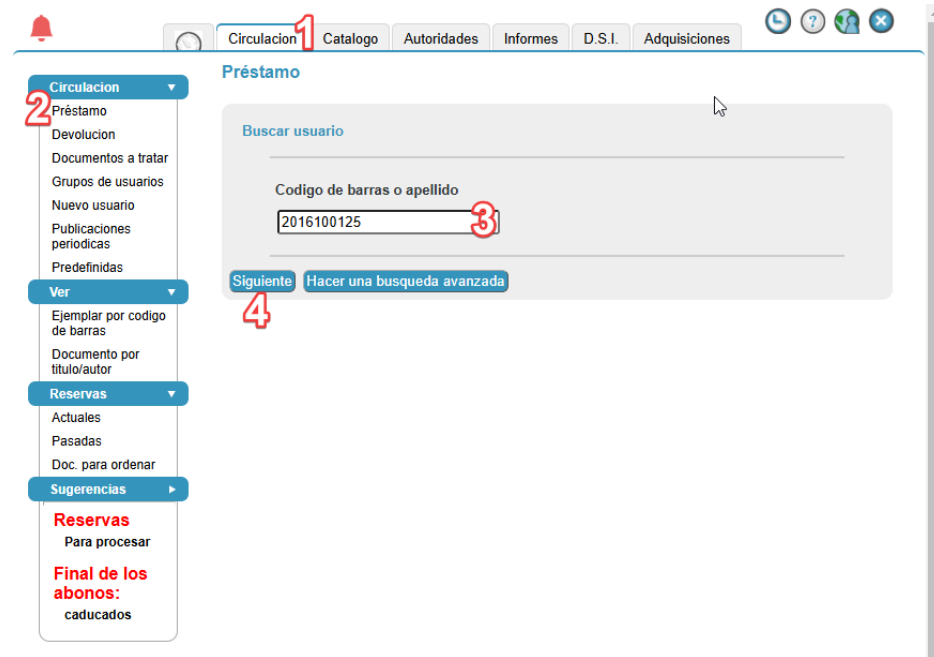 Circulacion
Catalogo
Autoridades
Informes
D.S.I.
Adquisiciones
1
?
Circulacion
2
Préstamo
Devolucion
Documentos a tratar
Grupos de usuarios
Nuevo usuario
Publicaciones
periodicas
Predefinidas
Ver
Ejemplar por codigo
de barras
Documento por
titulo/autor
Reservas
Actuales
Pasadas
Doc. para ordenar
Sugerencias
Reservas
Para procesar
Final de los
abonos:
caducados
Préstamo
Buscar usuario
Codigo de barras o apellido
2016100125
3
Siguiente
Hacer una busqueda avanzada
4